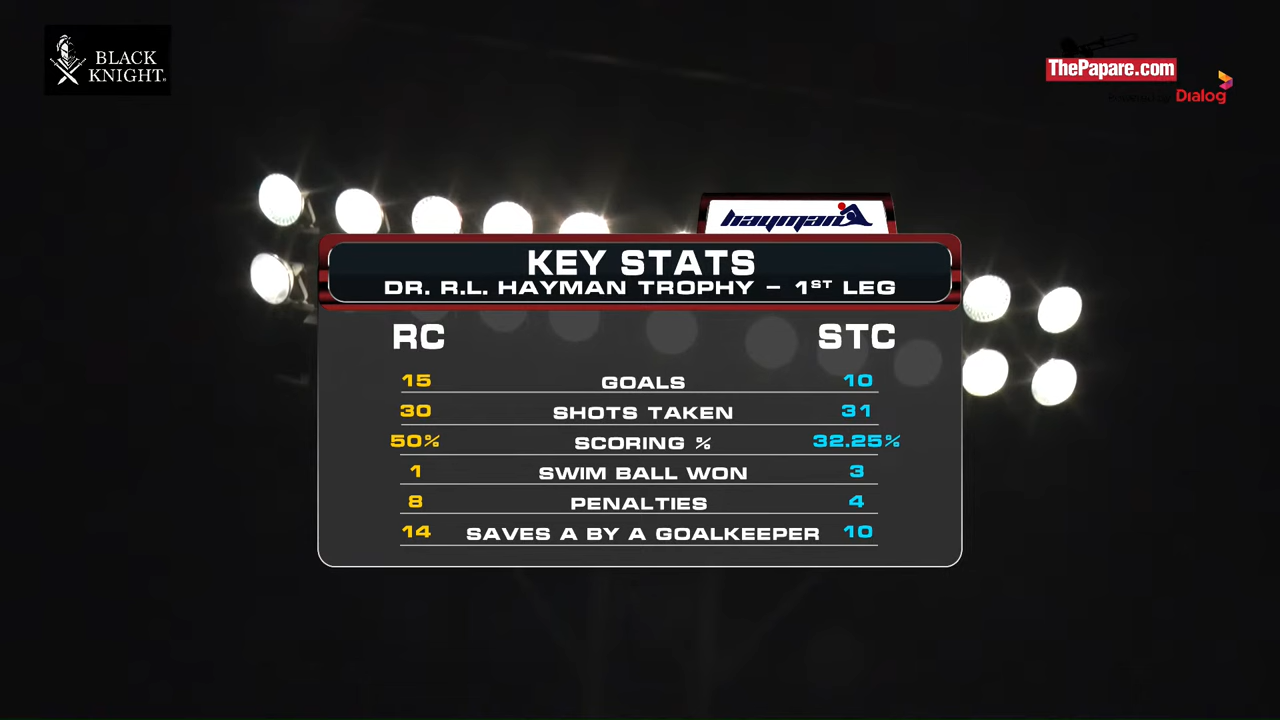 BLACK
KNIGHT
ThePapare.com
Powered by Dialog
hayman
KEY STATS
DR. R.L. HAYMAN TROPHY – 1ST LEG
RC STC
15 GOALS 10
30 SHOTS TAKEN 31
50% SCORING % 32.25%
1 SWIM BALL WON 3
8 PENALTIES 4
14 SAVES A BY A GOALKEEPER 10